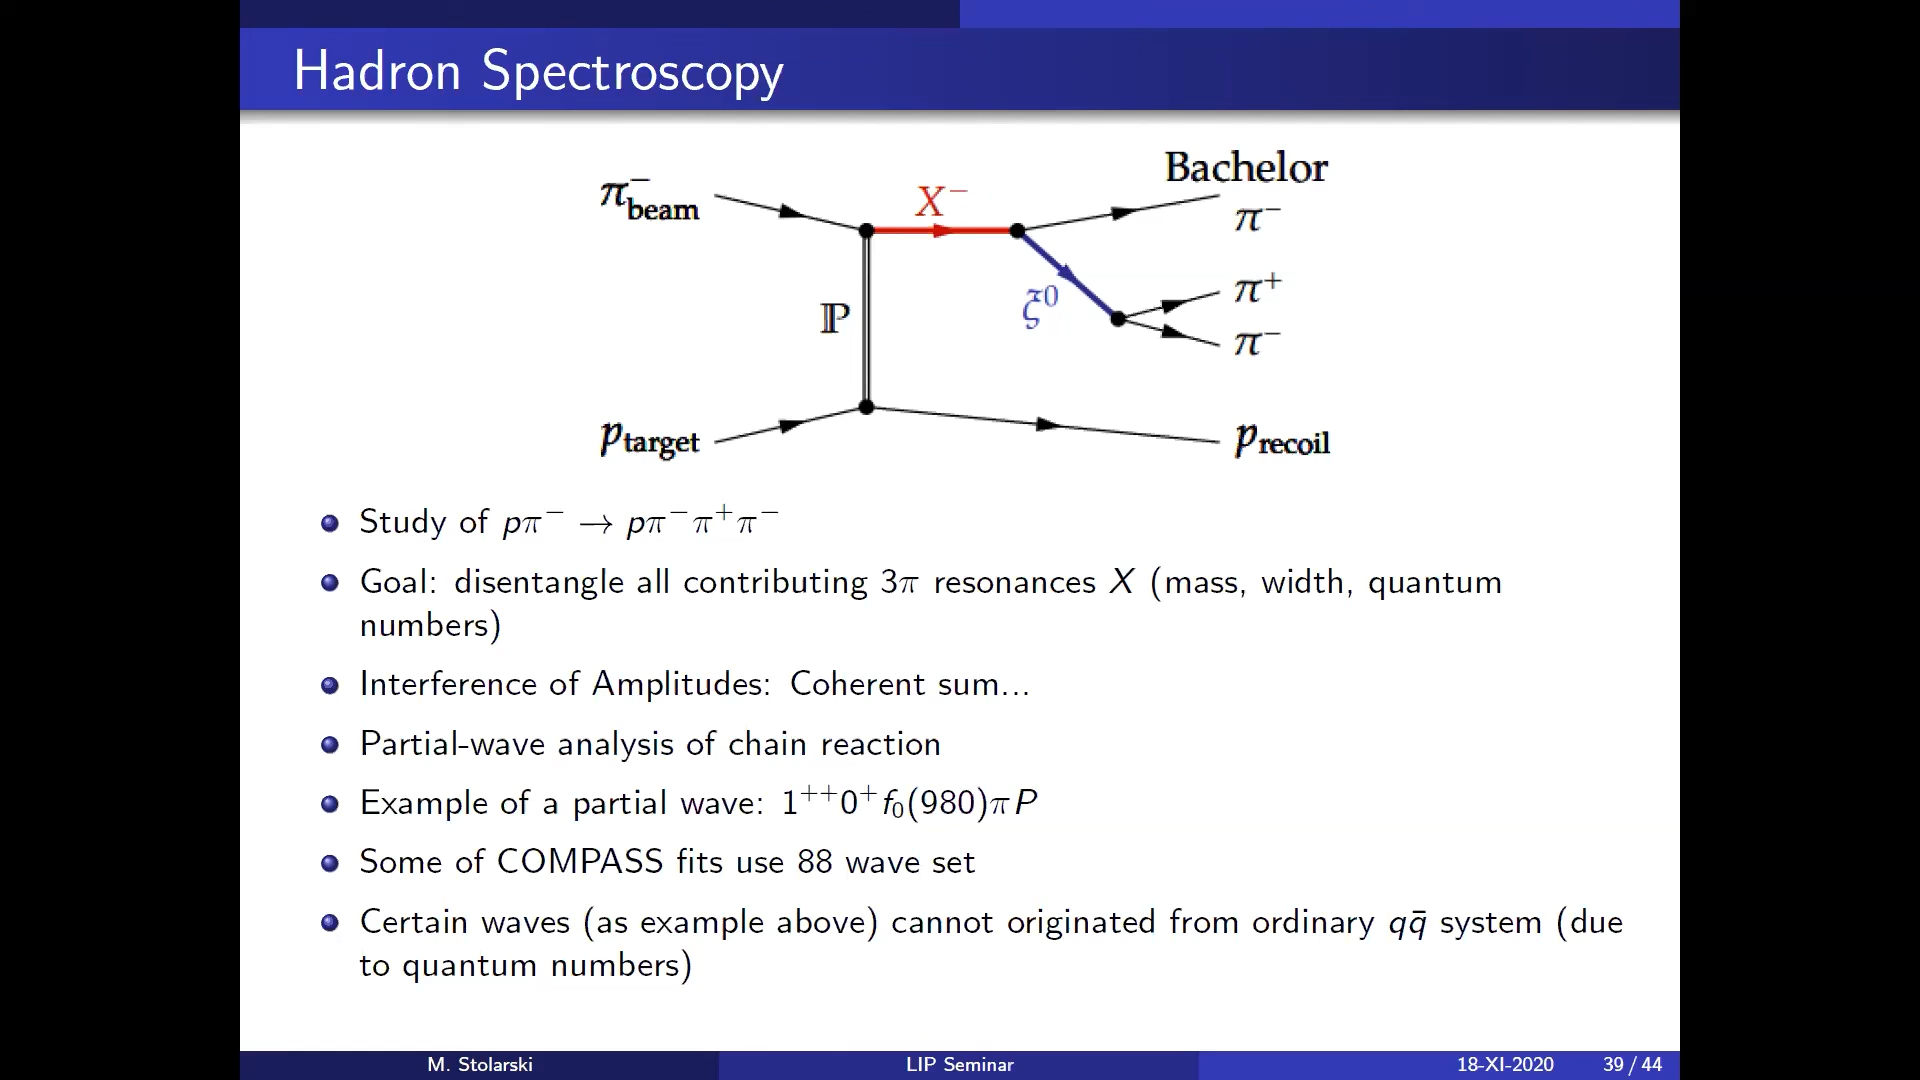 Hadron Spectroscopy
Bachelor
π⁻beam
X⁻
π⁻
π⁺
ξ⁰
ℙ
π⁻
p target
p recoil
Study of pπ⁻ → pπ⁻π⁺π⁻
Goal: disentangle all contributing 3π resonances X (mass, width, quantum
numbers)
Interference of Amplitudes: Coherent sum...
Partial-wave analysis of chain reaction
Example of a partial wave: 1⁺⁺0⁺f₀(980)πP
Some of COMPASS fits use 88 wave set
Certain waves (as example above) cannot originated from ordinary qq̄ system (due
to quantum numbers)
M. Stolarski
LIP Seminar
18-XI-2020
39 / 44